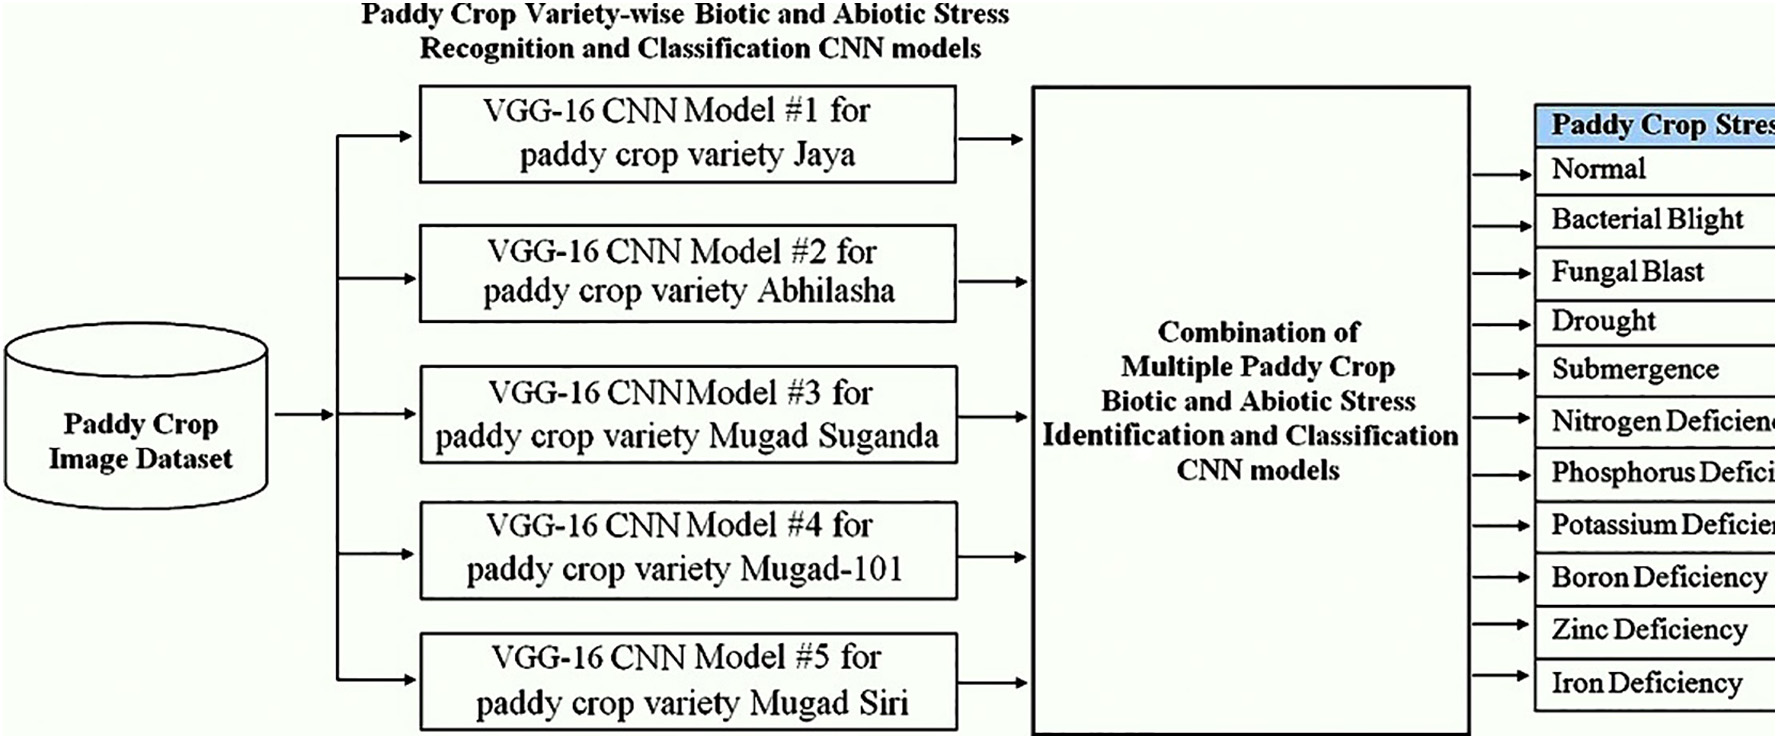 Paddy Crop Variety-wise Biotic and Abiotic Stress
Recognition and Classification CNN models
VGG-16 CNN Model #1 for
paddy crop variety Jaya
VGG-16 CNN Model #2 for
paddy crop variety Abhilasha
VGG-16 CNN Model #3 for
paddy crop variety Mugad Suganda
VGG-16 CNN Model #4 for
paddy crop variety Mugad-101
VGG-16 CNN Model #5 for
paddy crop variety Mugad Siri
Paddy Crop
Image Dataset
Combination of
Multiple Paddy Crop
Biotic and Abiotic Stress
Identification and Classification
CNN models
Paddy Crop
Normal
Bacterial Blight
Fungal Blast
Drought
Submergence
Nitrogen
Phosphorus
Potassium
Boron Deficiency
Zinc Deficiency
Iron Deficiency